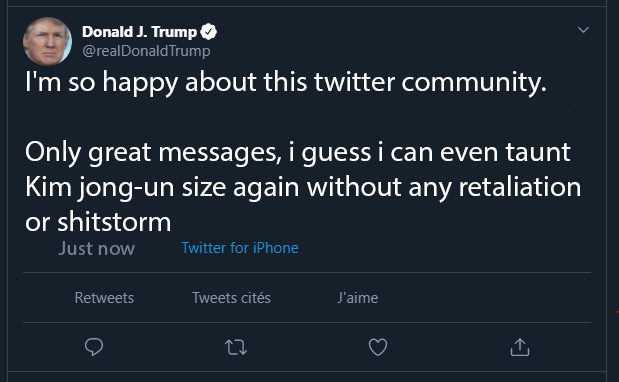 Donald J. Trump
@realDonaldTrump
I'm so happy about this twitter community.
Only great messages, i guess i can even taunt
Kim jong-un size again without any retaliation
or shitstorm
Just now Twitter for iPhone
Retweets Tweets cités J'aime